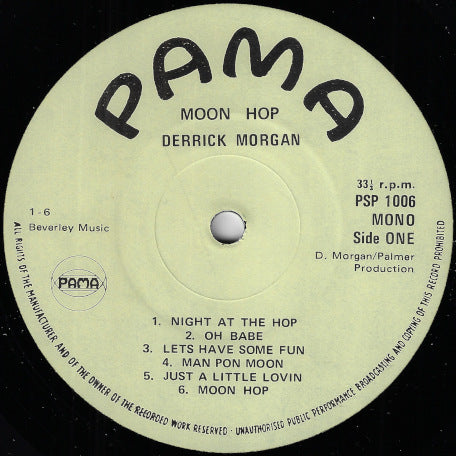 PAMA
MOON HOP
DERRICK MORGAN
33⅓ r.p.m.
PSP 1006
MONO
Side ONE
D. Morgan/Palmer
Production
1-6
Beverley Music
PAMA
1. NIGHT AT THE HOP
2. OH BABE
3. LETS HAVE SOME FUN
4. MAN PON MOON
5. JUST A LITTLE LOVIN
6. MOON HOP
ALL RIGHTS OF THE MANUFACTURER AND OF THE OWNER OF THE RECORDED WORK RESERVED · UNAUTHORISED PUBLIC PERFORMANCE BROADCASTING AND COPYING OF THIS RECORD PROHIBITED